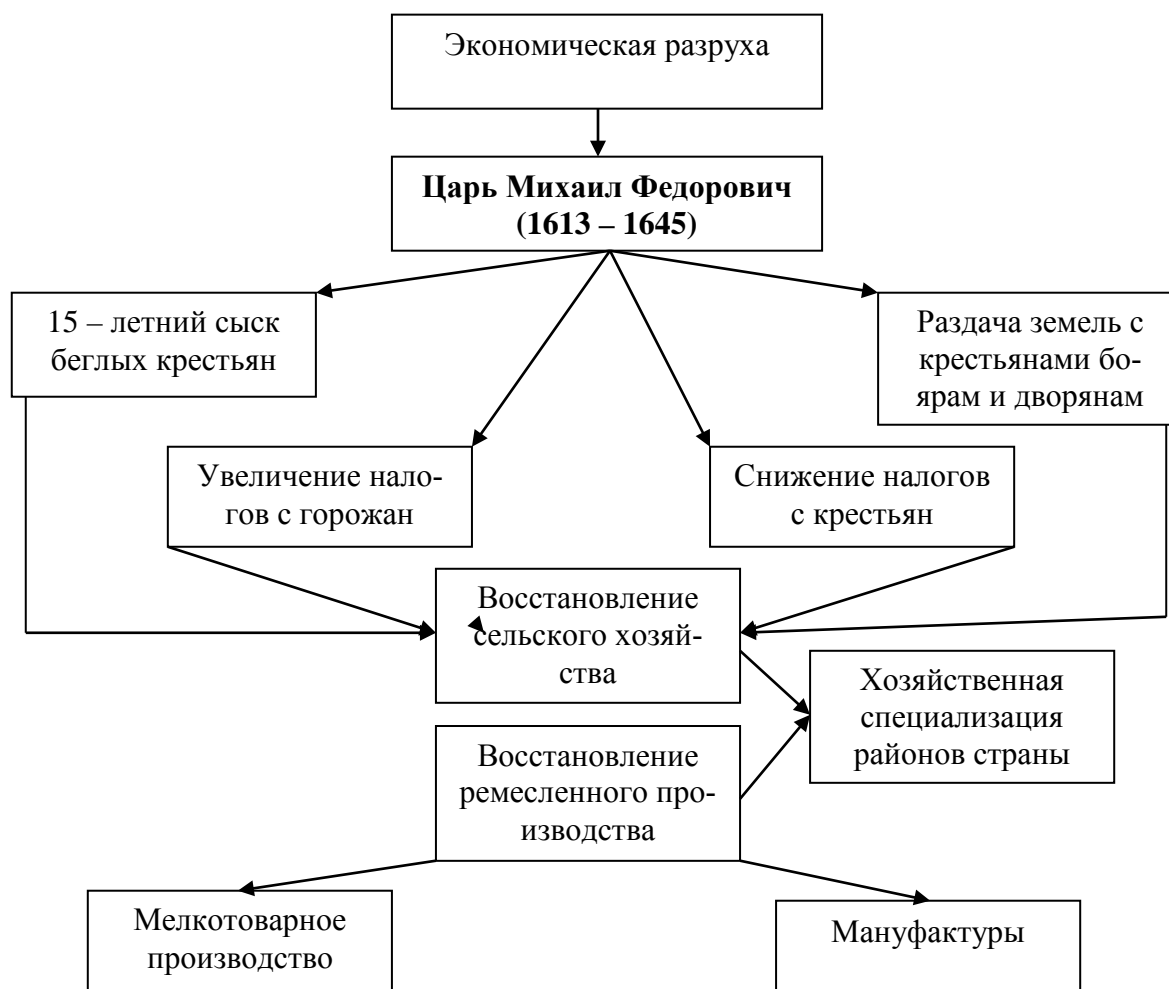 Экономическая разруха
Царь Михаил Федорович
(1613 – 1645)
15 – летний сыск
беглых крестьян
Раздача земель с
крестьянами бо-
ярам и дворянам
Увеличение нало-
гов с горожан
Снижение налогов
с крестьян
Восстановление
сельского хозяй-
ства
Хозяйственная
специализация
районов страны
Восстановление
ремесленного про-
изводства
Мелкотоварное
производство
Мануфактуры